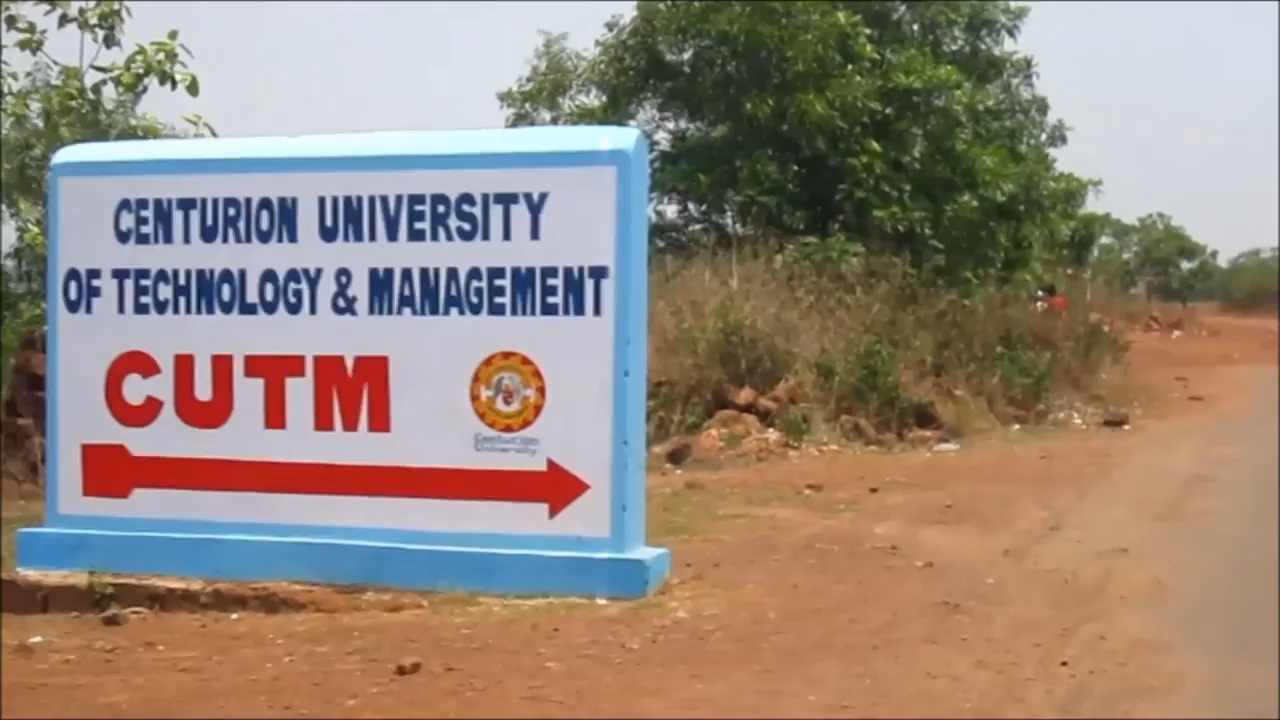 CENTURION UNIVERSITY
OF TECHNOLOGY & MANAGEMENT
CUTM
Centurion
University